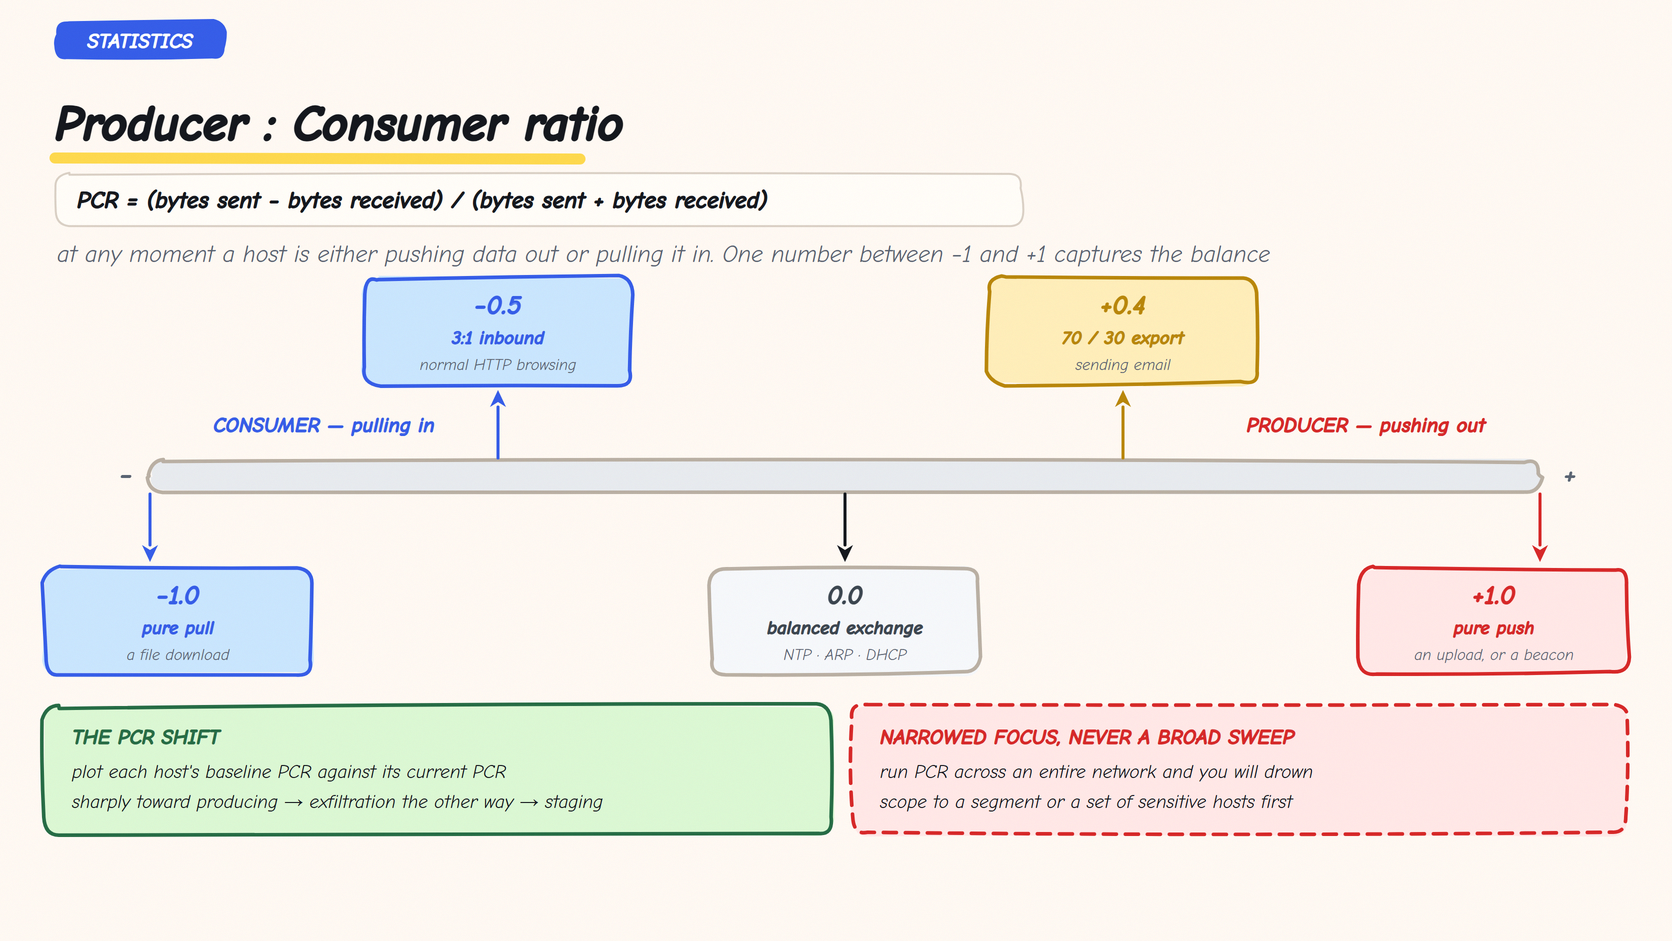 STATISTICS
Producer : Consumer ratio
PCR = (bytes sent - bytes received) / (bytes sent + bytes received)
at any moment a host is either pushing data out or pulling it in. One number between -1 and +1 captures the balance
-0.5
3:1 inbound
normal HTTP browsing
+0.4
70 / 30 export
sending email
CONSUMER — pulling in
PRODUCER — pushing out
-
+
-1.0
pure pull
a file download
0.0
balanced exchange
NTP · ARP · DHCP
+1.0
pure push
an upload, or a beacon
THE PCR SHIFT
plot each host's baseline PCR against its current PCR
sharply toward producing → exfiltration the other way → staging
NARROWED FOCUS, NEVER A BROAD SWEEP
run PCR across an entire network and you will drown
scope to a segment or a set of sensitive hosts first